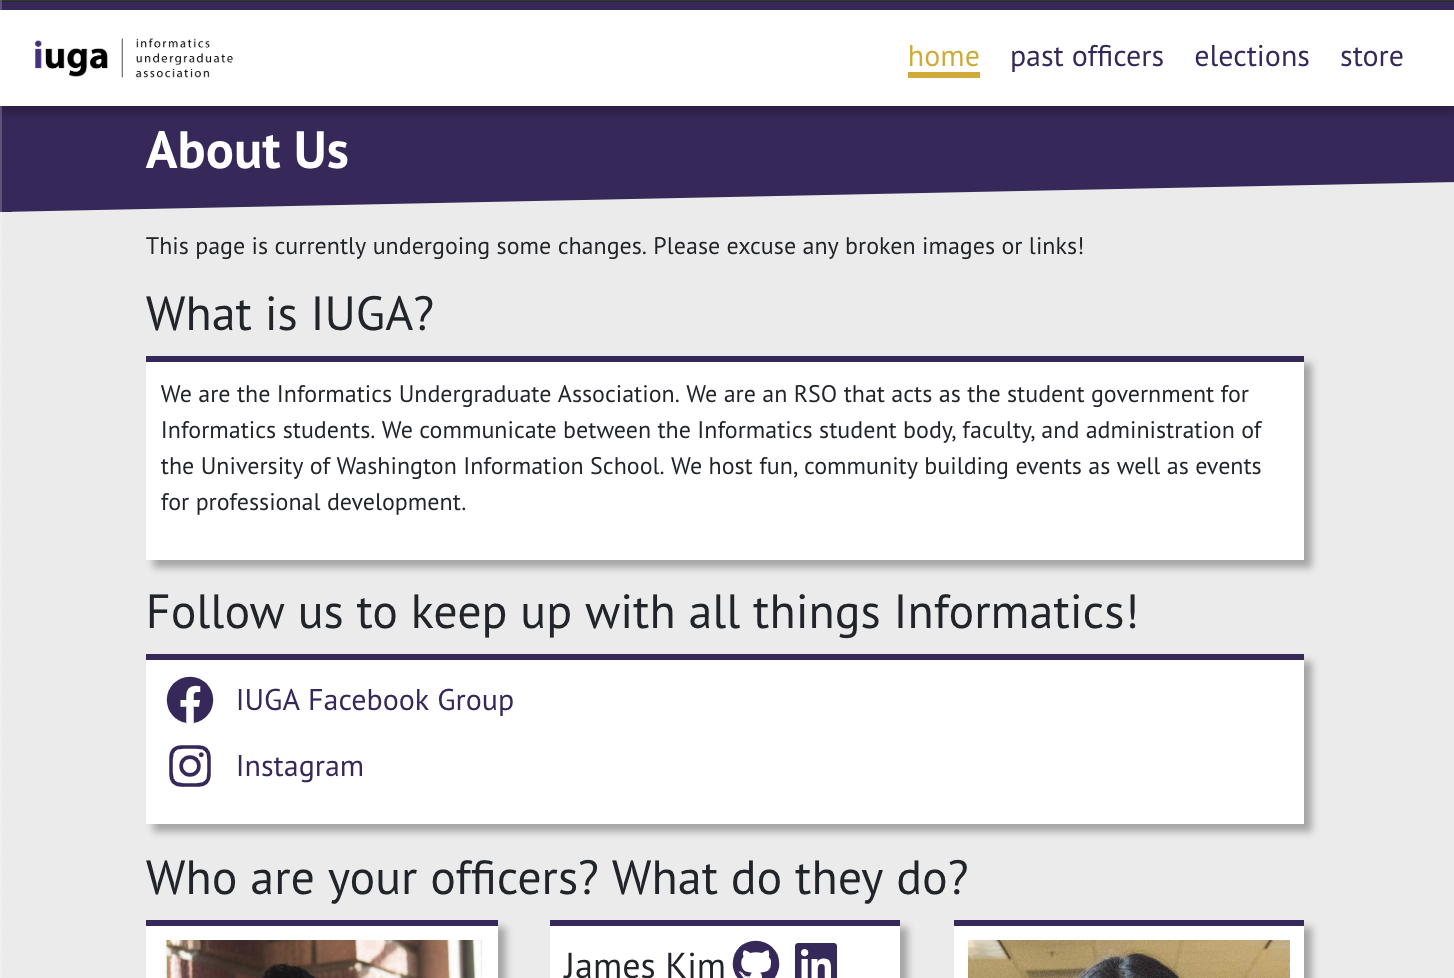 iuga
informatics
undergraduate
association
home past officers elections store
About Us
This page is currently undergoing some changes. Please excuse any broken images or links!
What is IUGA?
We are the Informatics Undergraduate Association. We are an RSO that acts as the student government for
Informatics students. We communicate between the Informatics student body, faculty, and administration of
the University of Washington Information School. We host fun, community building events as well as events
for professional development.
Follow us to keep up with all things Informatics!
IUGA Facebook Group
Instagram
Who are your officers? What do they do?
James Kim in